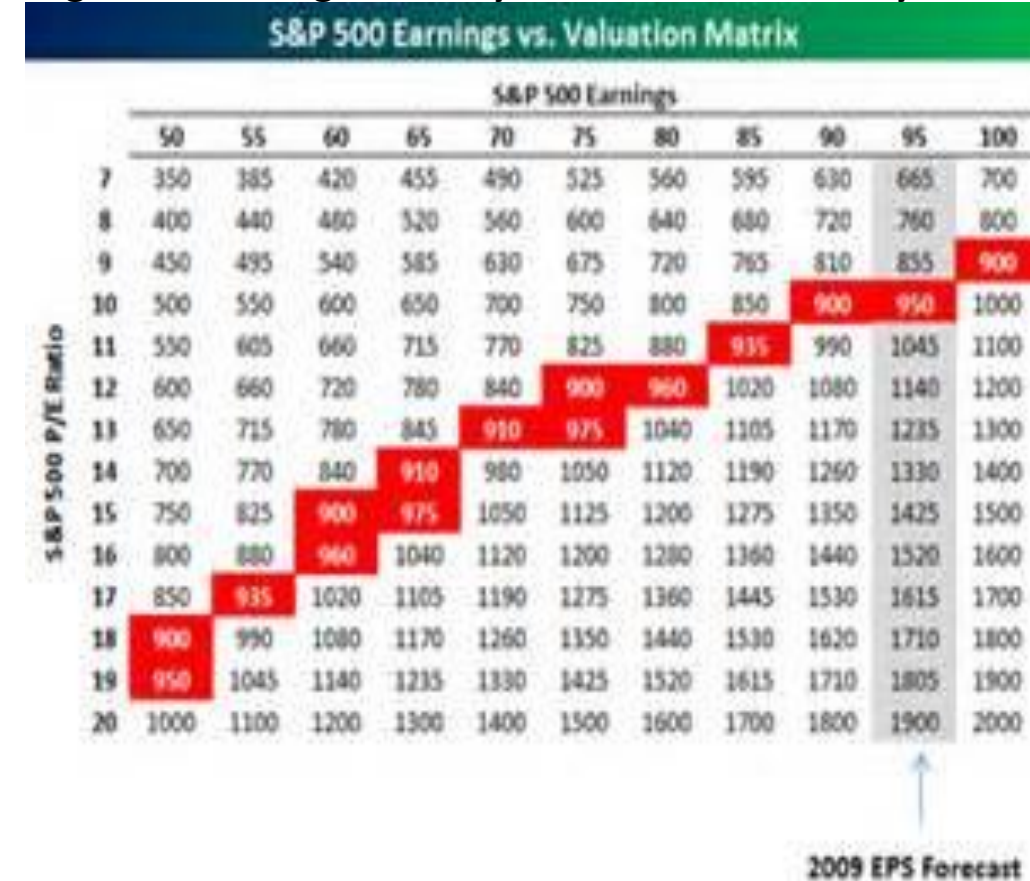 S&P 500 Earnings vs. Valuation Matrix
S&P 500 Earnings
50 55 60 65 70 75 80 85 90 95 100
7 350 385 420 455 490 525 560 595 630 665 700
8 400 440 480 520 560 600 640 680 720 760 800
9 450 495 540 585 630 675 720 765 810 855 900
10 500 550 600 650 700 750 800 850 900 950 1000
11 550 605 660 715 770 825 880 935 990 1045 1100
12 600 660 720 780 840 900 960 1020 1080 1140 1200
13 650 715 780 845 910 975 1040 1105 1170 1235 1300
14 700 770 840 910 980 1050 1120 1190 1260 1330 1400
15 750 825 900 975 1050 1125 1200 1275 1350 1425 1500
16 800 880 960 1040 1120 1200 1280 1360 1440 1520 1600
17 850 935 1020 1105 1190 1275 1360 1445 1530 1615 1700
18 900 990 1080 1170 1260 1350 1440 1530 1620 1710 1800
19 950 1045 1140 1235 1330 1425 1520 1615 1710 1805 1900
20 1000 1100 1200 1300 1400 1500 1600 1700 1800 1900 2000
S&P 500 P/E Ratio
2009 EPS Forecast